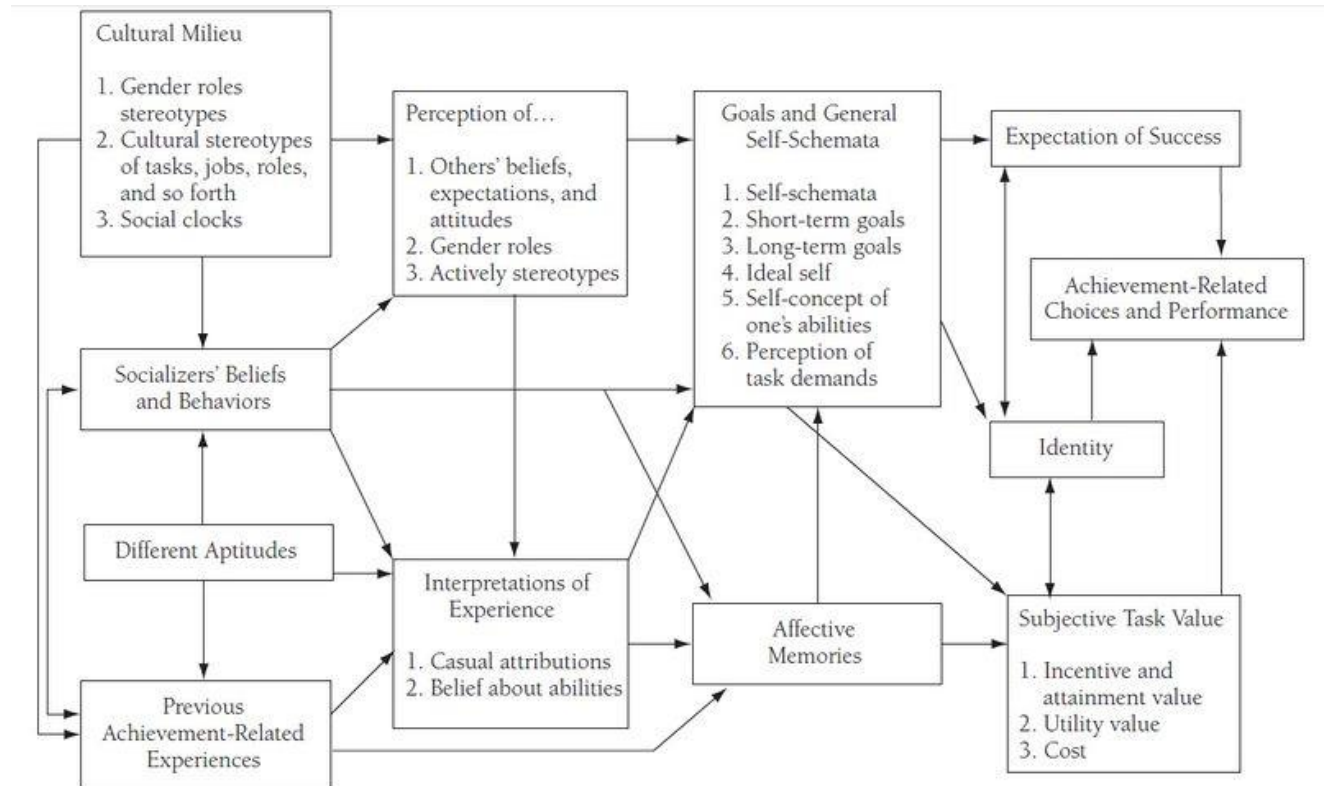 Cultural Milieu
1. Gender roles
stereotypes
2. Cultural stereotypes
of tasks, jobs, roles,
and so forth
3. Social clocks
Perception of...
1. Others' beliefs,
expectations, and
attitudes
2. Gender roles
3. Actively stereotypes
Goals and General
Self-Schemata
1. Self-schemata
2. Short-term goals
3. Long-term goals
4. Ideal self
5. Self-concept of
one's abilities
6. Perception of
task demands
Expectation of Success
Achievement-Related
Choices and Performance
Socializers' Beliefs
and Behaviors
Identity
Different Aptitudes
Interpretations of
Experience
1. Casual attributions
2. Belief about abilities
Affective
Memories
Subjective Task Value
1. Incentive and
attainment value
2. Utility value
3. Cost
Previous
Achievement-Related
Experiences